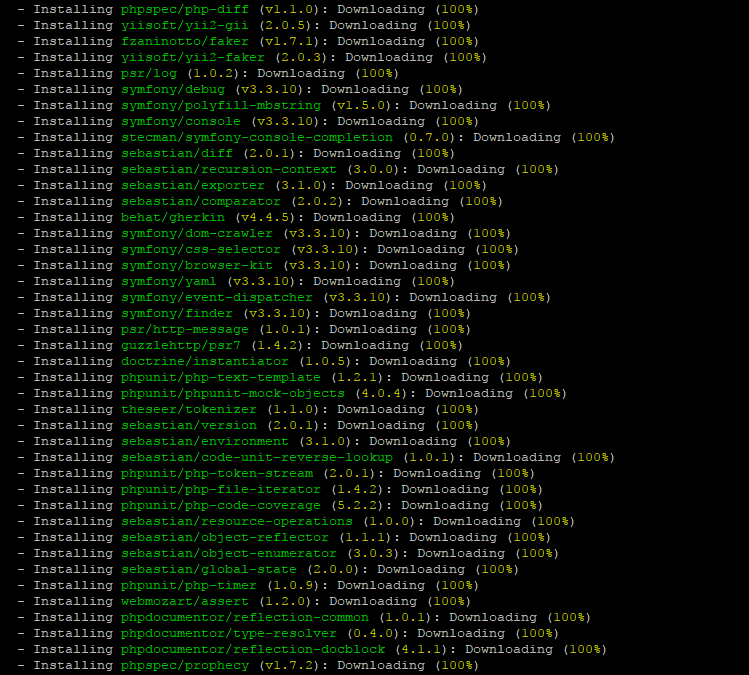 - Installing phpspec/php-diff (v1.1.0): Downloading (100%)
- Installing yiisoft/yii2-gii (2.0.5): Downloading (100%)
- Installing fzaninotto/faker (v1.7.1): Downloading (100%)
- Installing yiisoft/yii2-faker (2.0.3): Downloading (100%)
- Installing psr/log (1.0.2): Downloading (100%)
- Installing symfony/debug (v3.3.10): Downloading (100%)
- Installing symfony/polyfill-mbstring (v1.5.0): Downloading (100%)
- Installing symfony/console (v3.3.10): Downloading (100%)
- Installing stecman/symfony-console-completion (0.7.0): Downloading (100%)
- Installing sebastian/diff (2.0.1): Downloading (100%)
- Installing sebastian/recursion-context (3.0.0): Downloading (100%)
- Installing sebastian/exporter (3.1.0): Downloading (100%)
- Installing sebastian/comparator (2.0.2): Downloading (100%)
- Installing behat/gherkin (v4.4.5): Downloading (100%)
- Installing symfony/dom-crawler (v3.3.10): Downloading (100%)
- Installing symfony/css-selector (v3.3.10): Downloading (100%)
- Installing symfony/browser-kit (v3.3.10): Downloading (100%)
- Installing symfony/yaml (v3.3.10): Downloading (100%)
- Installing symfony/event-dispatcher (v3.3.10): Downloading (100%)
- Installing symfony/finder (v3.3.10): Downloading (100%)
- Installing psr/http-message (1.0.1): Downloading (100%)
- Installing guzzlehttp/psr7 (1.4.2): Downloading (100%)
- Installing doctrine/instantiator (1.0.5): Downloading (100%)
- Installing phpunit/php-text-template (1.2.1): Downloading (100%)
- Installing phpunit/phpunit-mock-objects (4.0.4): Downloading (100%)
- Installing theseer/tokenizer (1.1.0): Downloading (100%)
- Installing sebastian/version (2.0.1): Downloading (100%)
- Installing sebastian/environment (3.1.0): Downloading (100%)
- Installing sebastian/code-unit-reverse-lookup (1.0.1): Downloading (100%)
- Installing phpunit/php-token-stream (2.0.1): Downloading (100%)
- Installing phpunit/php-file-iterator (1.4.2): Downloading (100%)
- Installing phpunit/php-code-coverage (5.2.2): Downloading (100%)
- Installing sebastian/resource-operations (1.0.0): Downloading (100%)
- Installing sebastian/object-reflector (1.1.1): Downloading (100%)
- Installing sebastian/object-enumerator (3.0.3): Downloading (100%)
- Installing sebastian/global-state (2.0.0): Downloading (100%)
- Installing phpunit/php-timer (1.0.9): Downloading (100%)
- Installing webmozart/assert (1.2.0): Downloading (100%)
- Installing phpdocumentor/reflection-common (1.0.1): Downloading (100%)
- Installing phpdocumentor/type-resolver (0.4.0): Downloading (100%)
- Installing phpdocumentor/reflection-docblock (4.1.1): Downloading (100%)
- Installing phpspec/prophecy (v1.7.2): Downloading (100%)